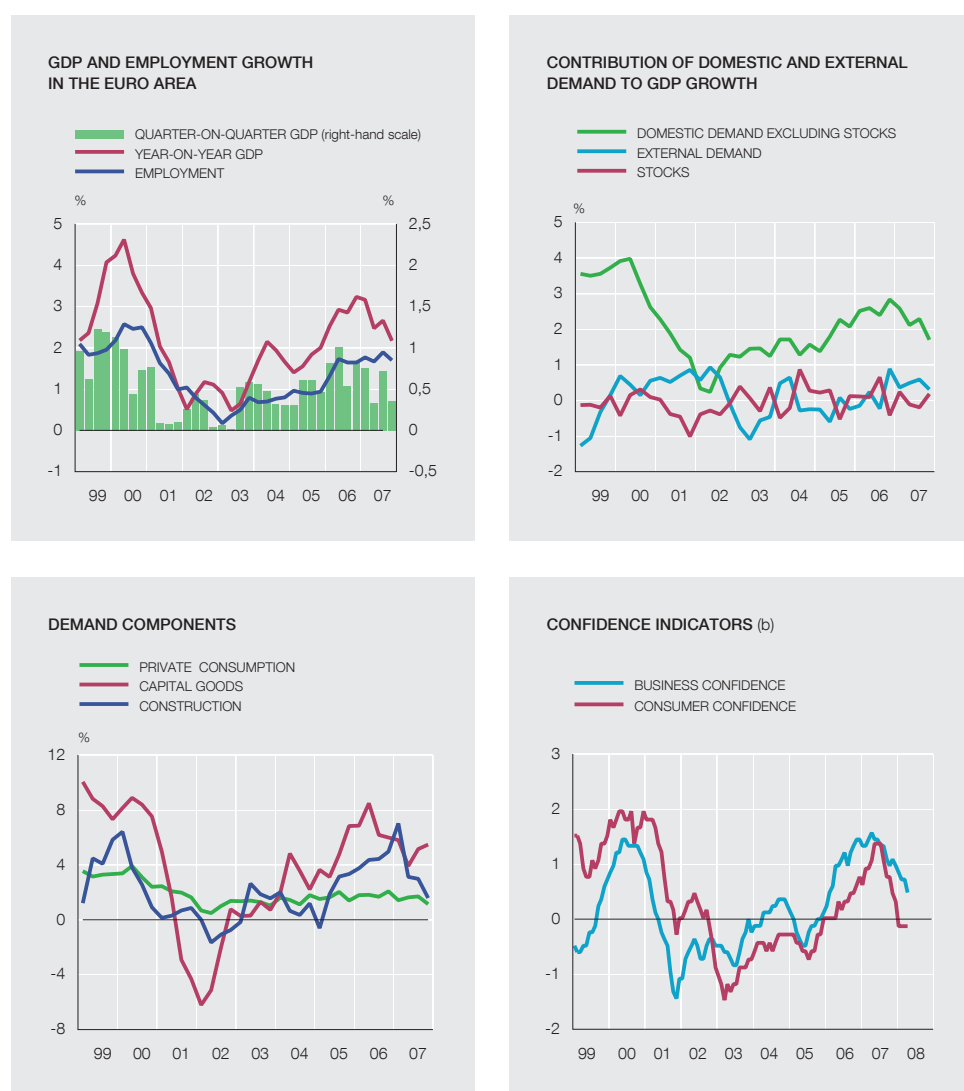 GDP AND EMPLOYMENT GROWTH
IN THE EURO AREA
QUARTER-ON-QUARTER GDP (right-hand scale)
YEAR-ON-YEAR GDP
EMPLOYMENT
% %
5 2,5
4 2
3 1,5
2 1
1 0,5
0 0
-1 -0,5
99 00 01 02 03 04 05 06 07
CONTRIBUTION OF DOMESTIC AND EXTERNAL
DEMAND TO GDP GROWTH
DOMESTIC DEMAND EXCLUDING STOCKS
EXTERNAL DEMAND
STOCKS
%
5
4
3
2
1
0
-1
-2
99 00 01 02 03 04 05 06 07
DEMAND COMPONENTS
PRIVATE CONSUMPTION
CAPITAL GOODS
CONSTRUCTION
%
12
8
4
0
-4
-8
99 00 01 02 03 04 05 06 07
CONFIDENCE INDICATORS (b)
BUSINESS CONFIDENCE
CONSUMER CONFIDENCE
3
2
1
0
-1
-2
99 00 01 02 03 04 05 06 07 08